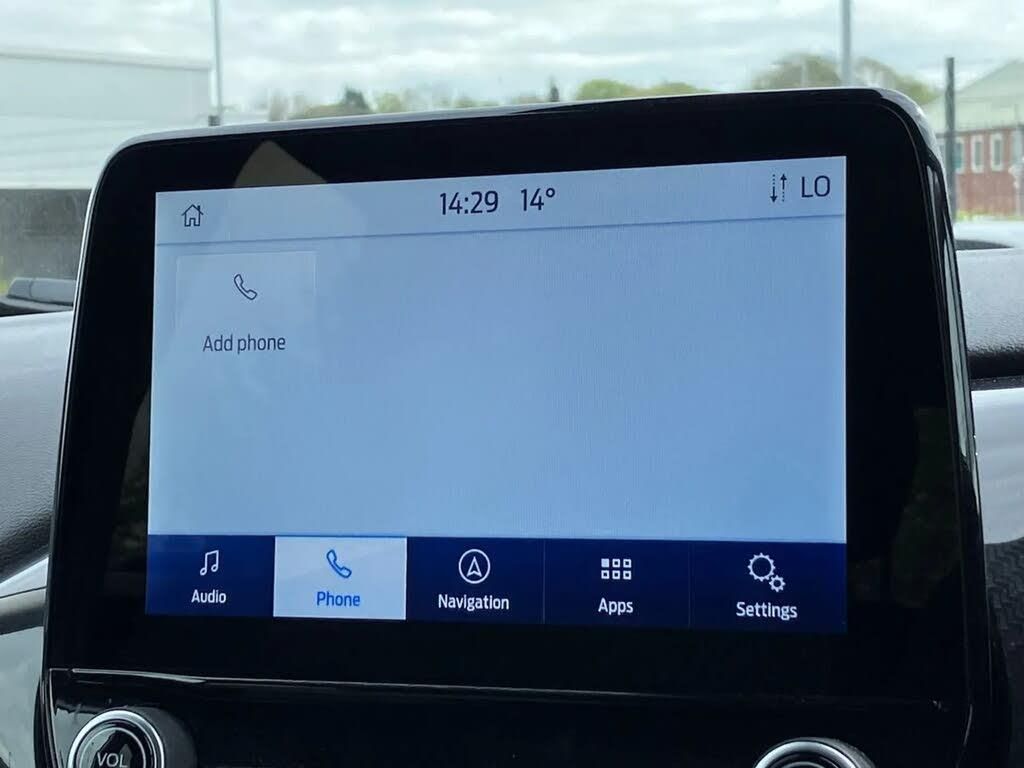 14:29 14° LO
Add phone
Audio Phone Navigation Apps Settings
VOL